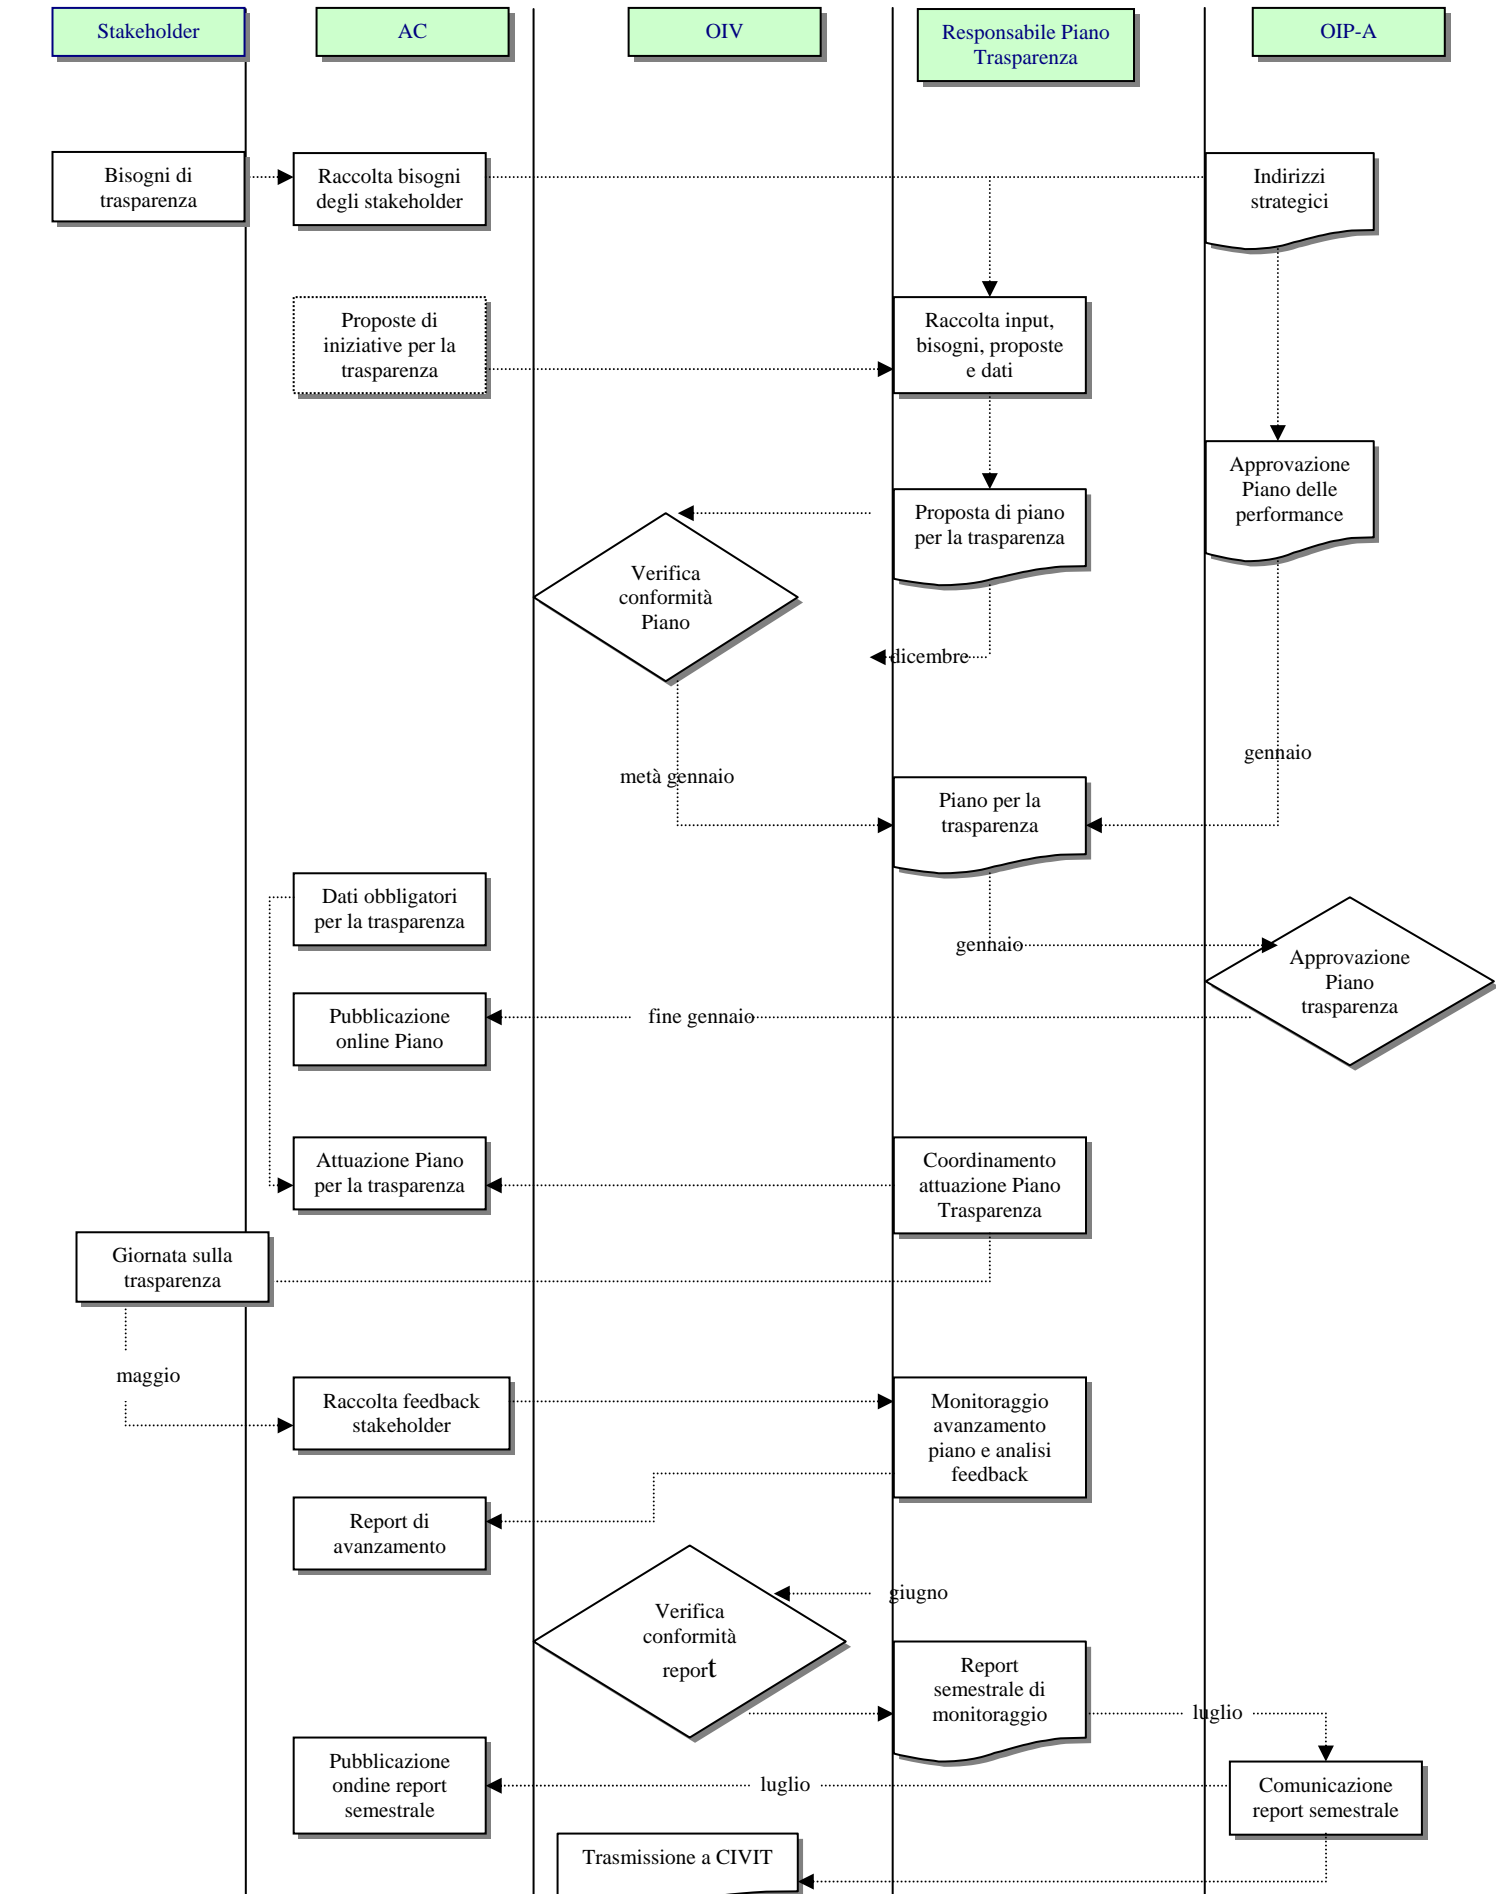 Stakeholder
AC
OIV
Responsabile Piano
Trasparenza
OIP-A
Bisogni di
trasparenza
Raccolta bisogni
degli stakeholder
Indirizzi
strategici
Proposte di
iniziative per la
trasparenza
Raccolta input,
bisogni, proposte
e dati
Approvazione
Piano delle
performance
Proposta di piano
per la trasparenza
Verifica
conformità
Piano
dicembre
gennaio
metà gennaio
Piano per la
trasparenza
Dati obbligatori
per la trasparenza
gennaio
Approvazione
Piano
trasparenza
Pubblicazione
online Piano
fine gennaio
Attuazione Piano
per la trasparenza
Coordinamento
attuazione Piano
Trasparenza
Giornata sulla
trasparenza
maggio
Raccolta feedback
stakeholder
Monitoraggio
avanzamento
piano e analisi
feedback
Report di
avanzamento
giugno
Verifica
conformità
report
Report
semestrale di
monitoraggio
luglio
Pubblicazione
ondine report
semestrale
luglio
Comunicazione
report semestrale
Trasmissione a CIVIT